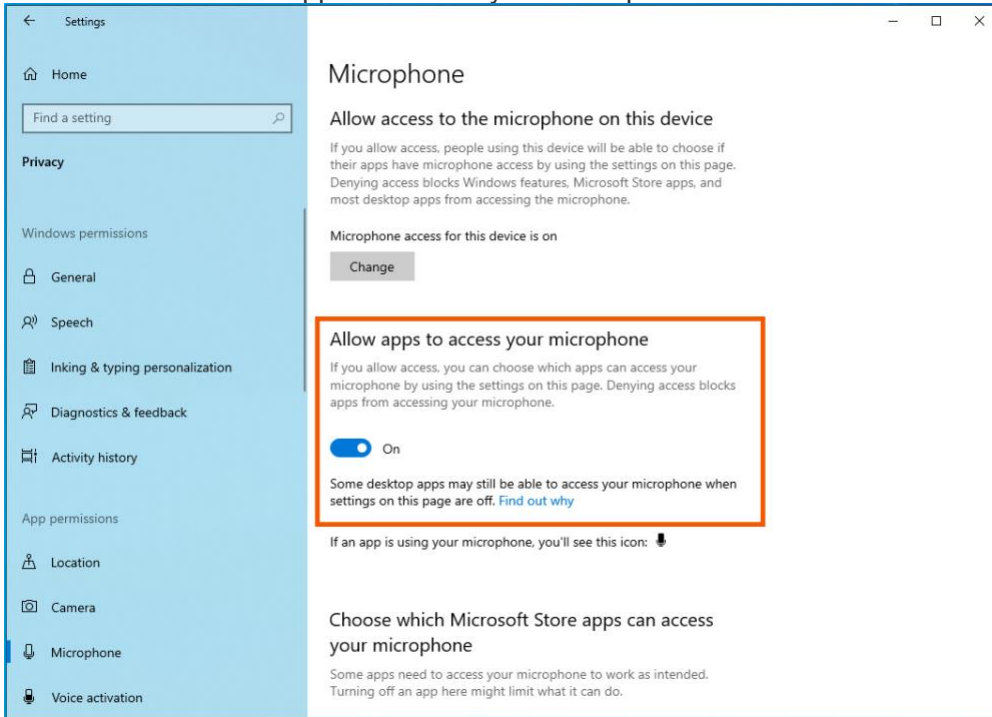 Settings
Home
Find a setting
Privacy
Windows permissions
General
Speech
Inking & typing personalization
Diagnostics & feedback
Activity history
App permissions
Location
Camera
Microphone
Voice activation
Microphone
Allow access to the microphone on this device
If you allow access, people using this device will be able to choose if
their apps have microphone access by using the settings on this page.
Denying access blocks Windows features, Microsoft Store apps, and
most desktop apps from accessing the microphone.
Microphone access for this device is on
Change
Allow apps to access your microphone
If you allow access, you can choose which apps can access your
microphone by using the settings on this page. Denying access blocks
apps from accessing your microphone.
On
Some desktop apps may still be able to access your microphone when
settings on this page are off. Find out why
If an app is using your microphone, you'll see this icon:
Choose which Microsoft Store apps can access
your microphone
Some apps need to access your microphone to work as intended.
Turning off an app here might limit what it can do.